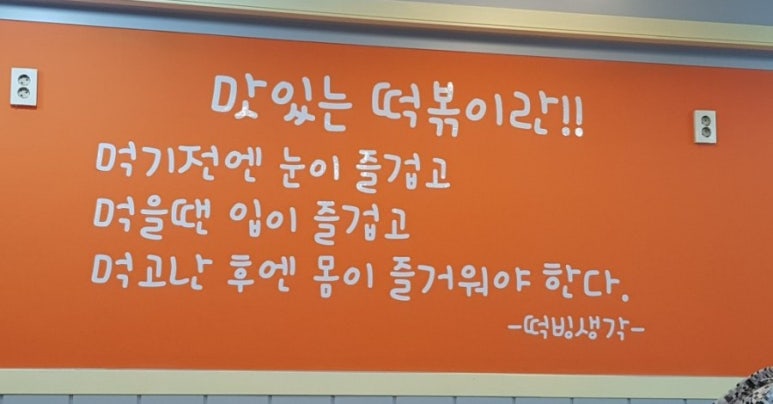 맛있는 떡볶이란!!
먹기전엔 눈이 즐겁고
먹을땐 입이 즐겁고
먹고난 후엔 몸이 즐거워야 한다.
-떡빙생각-